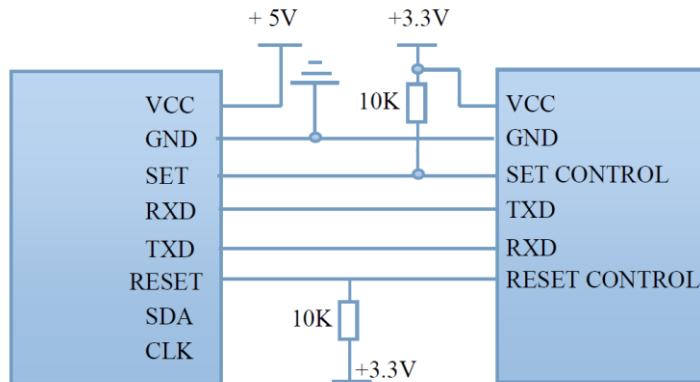 + 5V
+3.3V
10K
VCC
VCC
GND
GND
SET
SET CONTROL
RXD
TXD
TXD
RXD
RESET
RESET CONTROL
SDA
10K
CLK
+3.3V